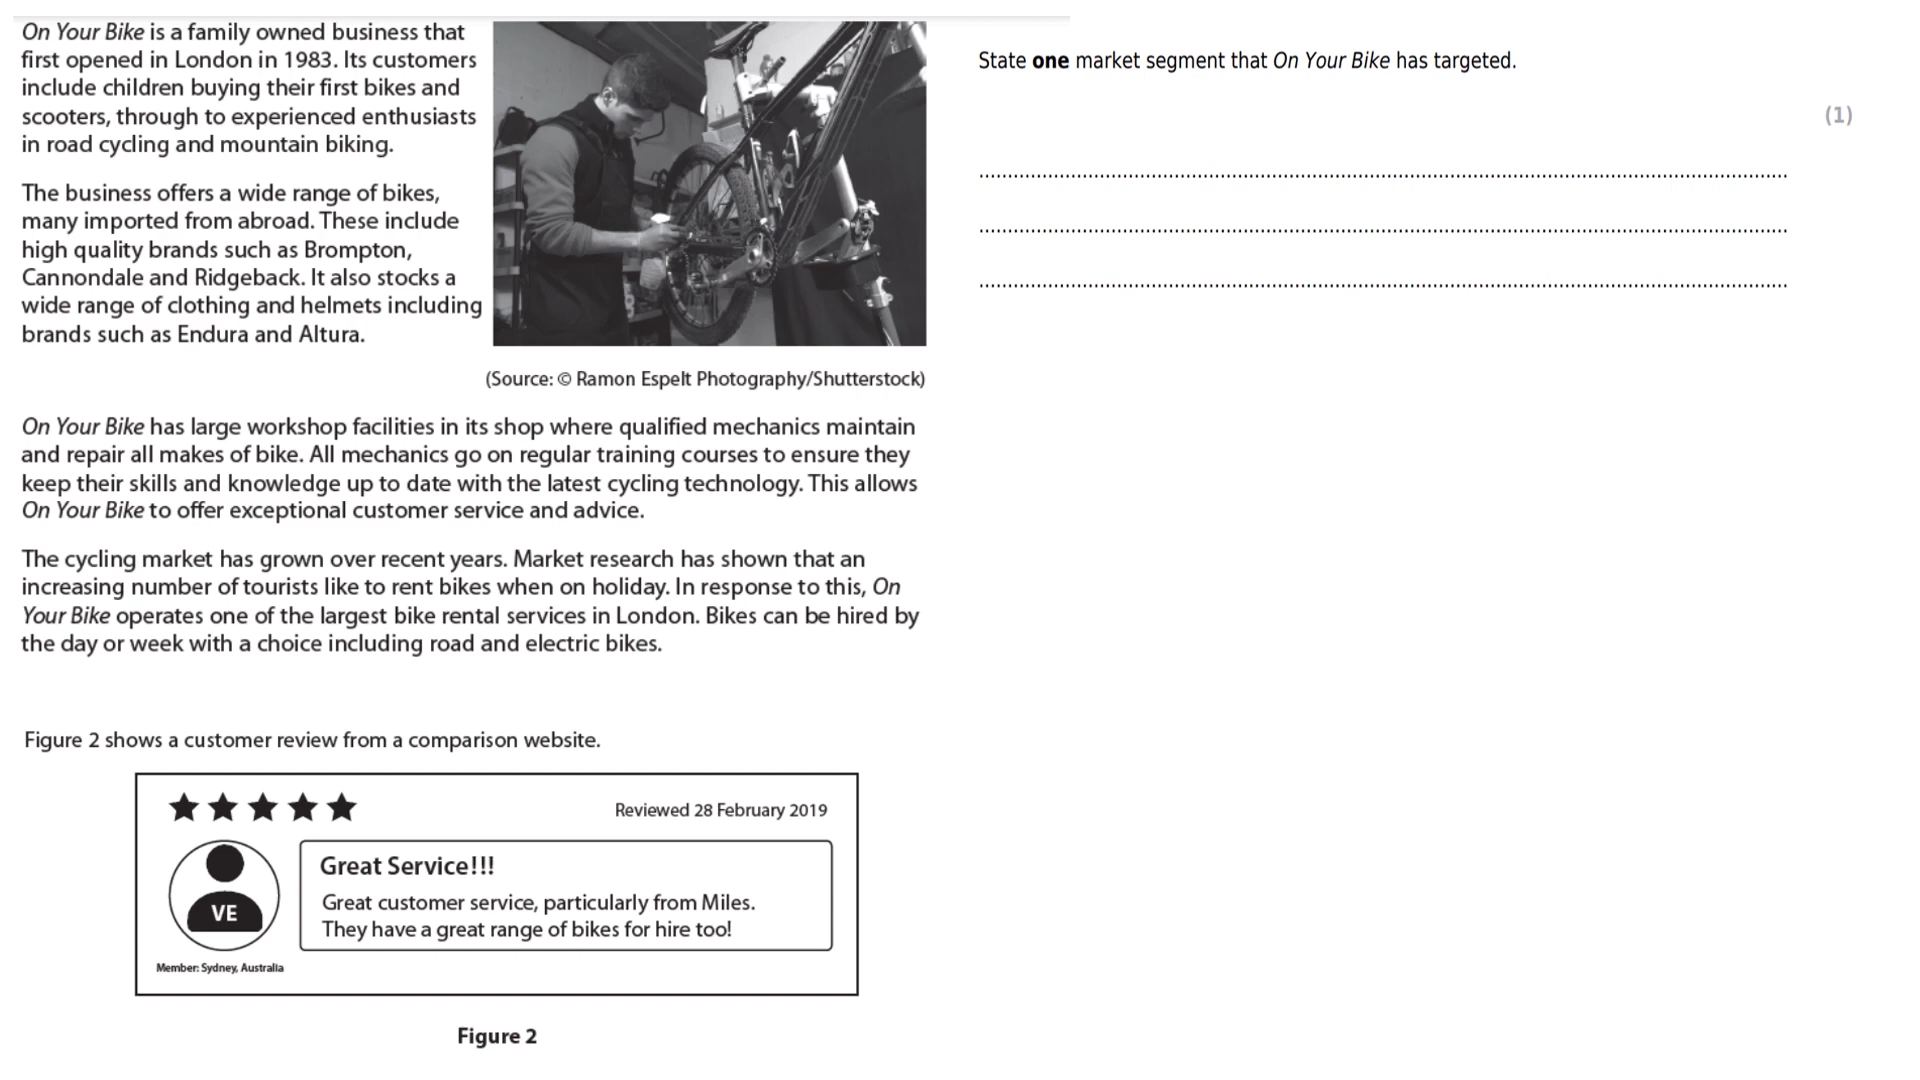 On Your Bike is a family owned business that
first opened in London in 1983. Its customers
include children buying their first bikes and
scooters, through to experienced enthusiasts
in road cycling and mountain biking.
The business offers a wide range of bikes,
many imported from abroad. These include
high quality brands such as Brompton,
Cannondale and Ridgeback. It also stocks a
wide range of clothing and helmets including
brands such as Endura and Altura.
(Source: © Ramon Espelt Photography/Shutterstock)
On Your Bike has large workshop facilities in its shop where qualified mechanics maintain
and repair all makes of bike. All mechanics go on regular training courses to ensure they
keep their skills and knowledge up to date with the latest cycling technology. This allows
On Your Bike to offer exceptional customer service and advice.
The cycling market has grown over recent years. Market research has shown that an
increasing number of tourists like to rent bikes when on holiday. In response to this, On
Your Bike operates one of the largest bike rental services in London. Bikes can be hired by
the day or week with a choice including road and electric bikes.
Figure 2 shows a customer review from a comparison website.
Reviewed 28 February 2019
VE
Great Service!!!
Great customer service, particularly from Miles.
They have a great range of bikes for hire too!
Member: Sydney, Australia
Figure 2
State one market segment that On Your Bike has targeted.
(1)